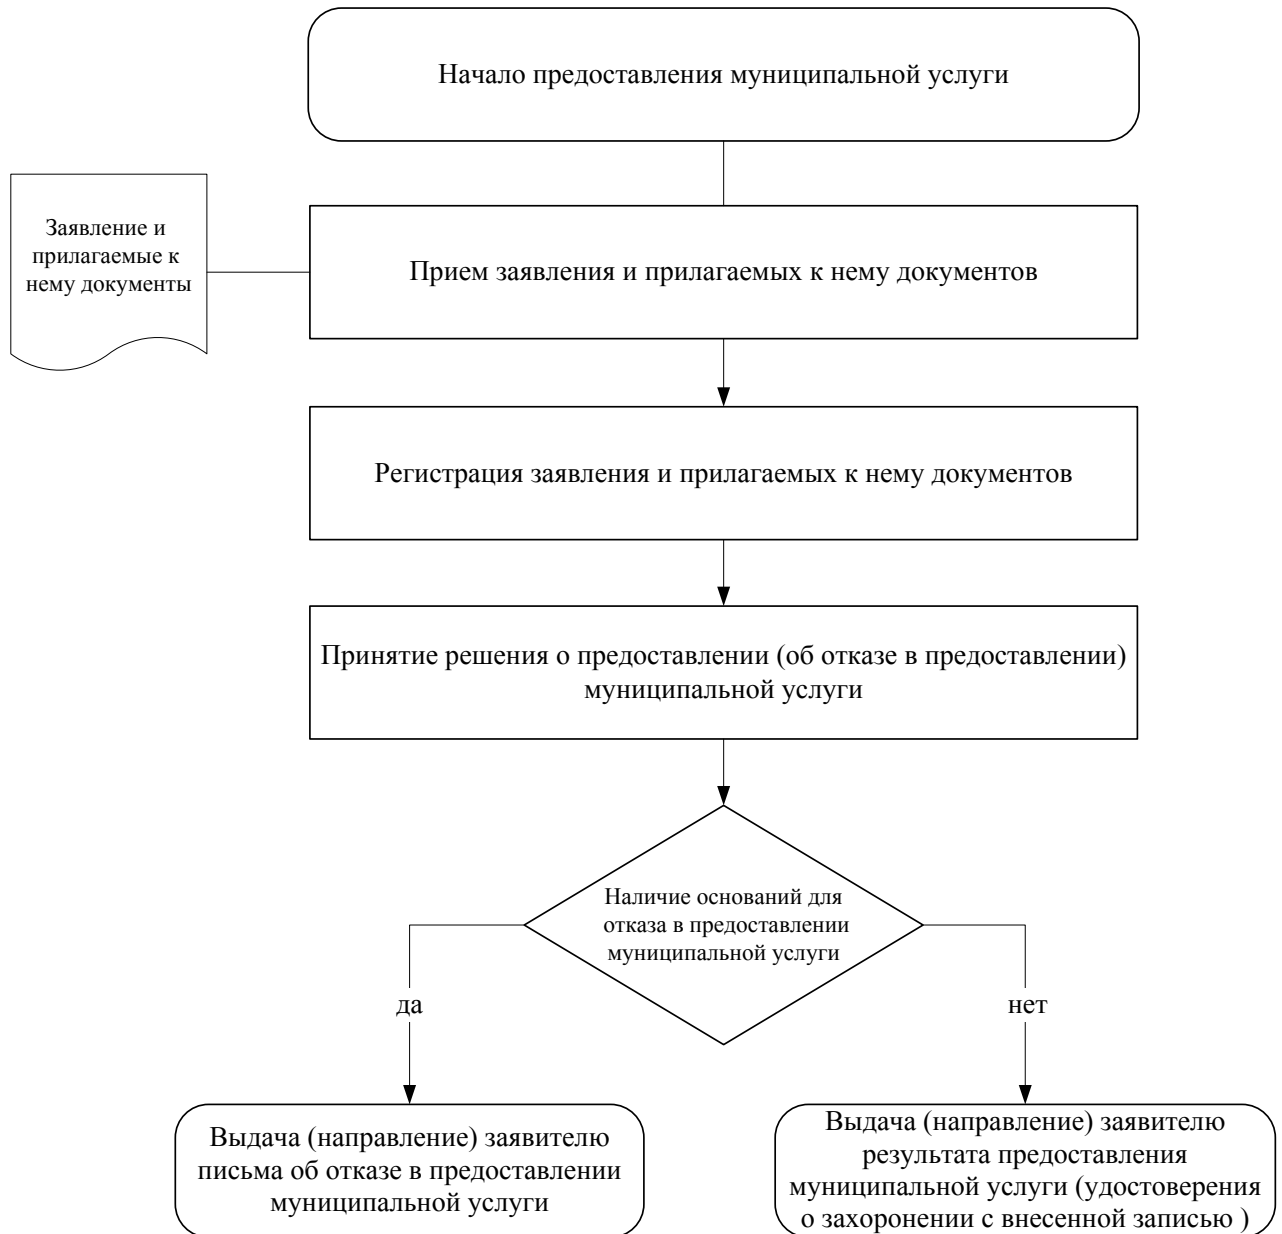 Начало предоставления муниципальной услуги
Заявление и
прилагаемые к
нему документы
Прием заявления и прилагаемых к нему документов
Регистрация заявления и прилагаемых к нему документов
Принятие решения о предоставлении (об отказе в предоставлении)
муниципальной услуги
Наличие оснований для
отказа в предоставлении
муниципальной услуги
да
нет
Выдача (направление) заявителю
письма об отказе в предоставлении
муниципальной услуги
Выдача (направление) заявителю
результата предоставления
муниципальной услуги (удостоверения
о захоронении с внесенной записью )